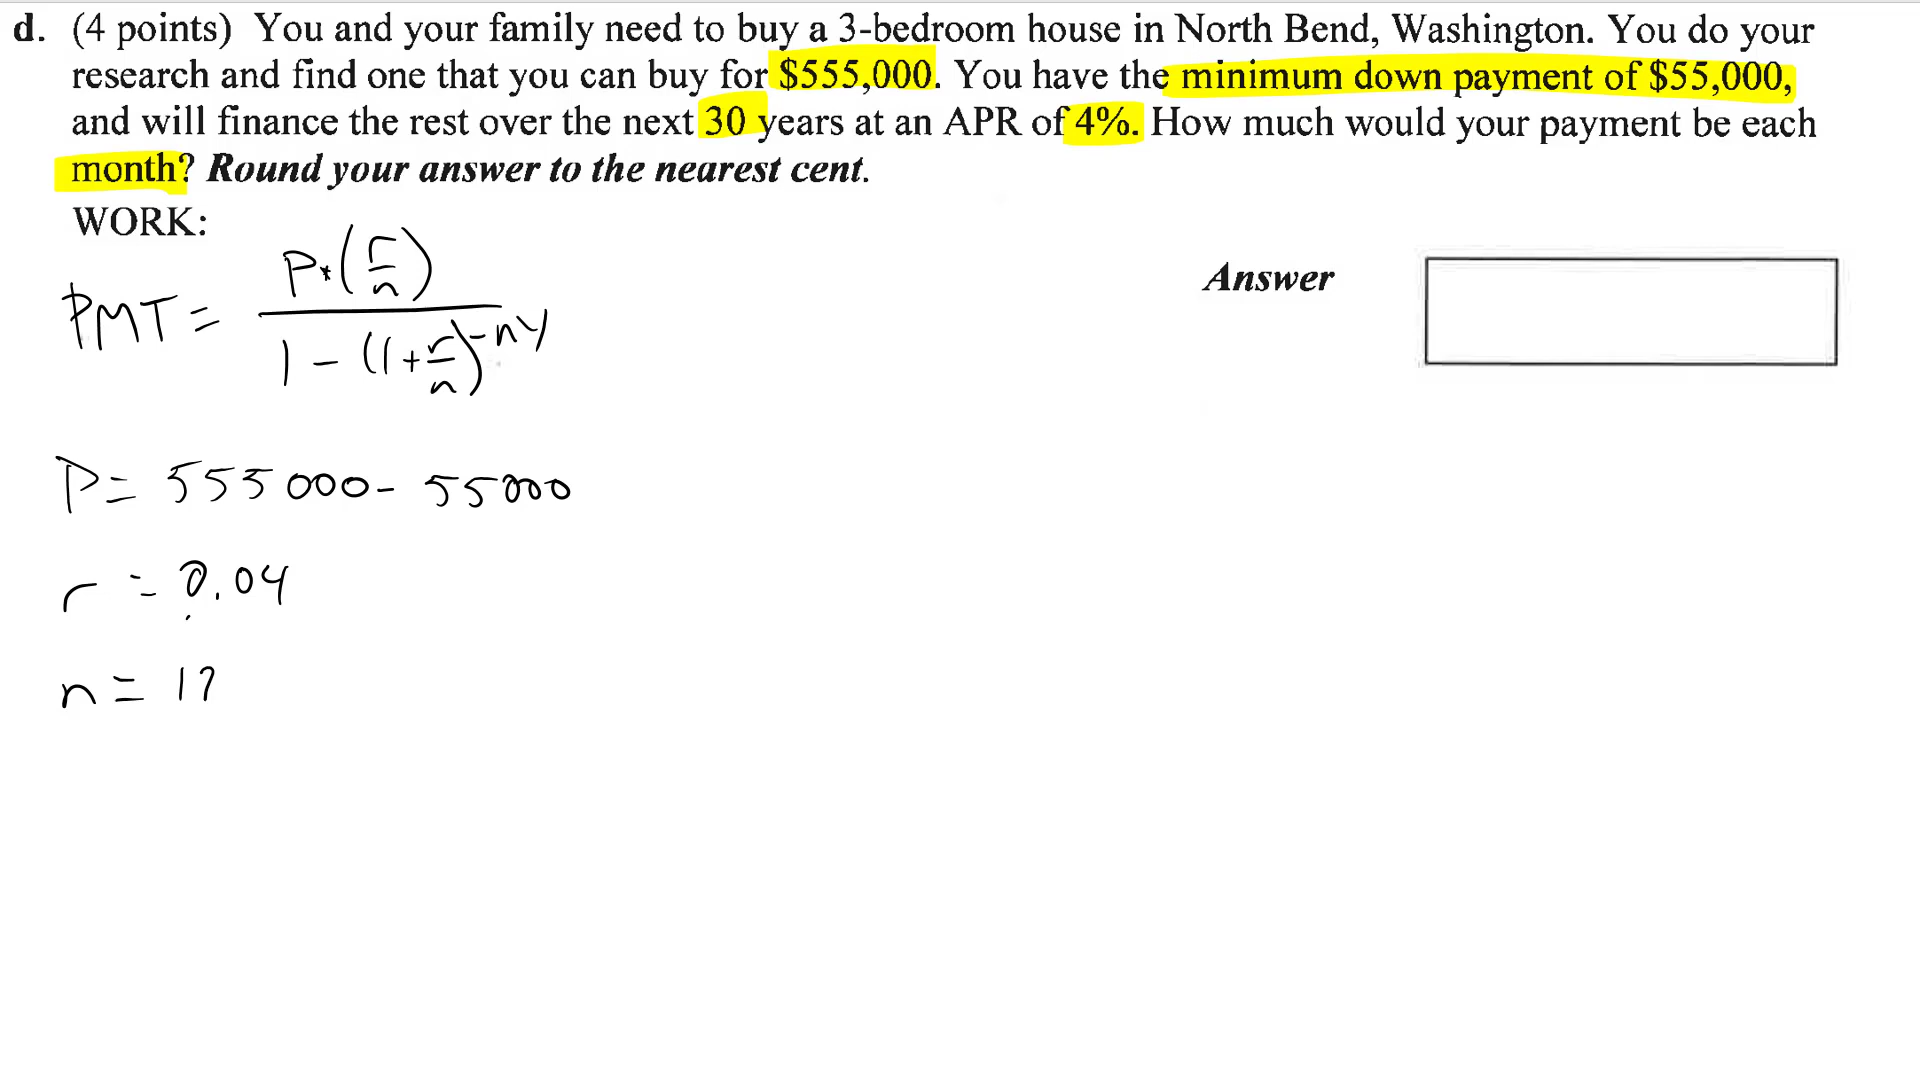 d. (4 points) You and your family need to buy a 3-bedroom house in North Bend, Washington. You do your
research and find one that you can buy for $555,000. You have the minimum down payment of $55,000,
and will finance the rest over the next 30 years at an APR of 4%. How much would your payment be each
month? Round your answer to the nearest cent.
WORK:
Answer
PMT = P*(r/n) / 1 - (1+r/n)^-ny
P = 555000 - 55000
r = 0.04
n = 12